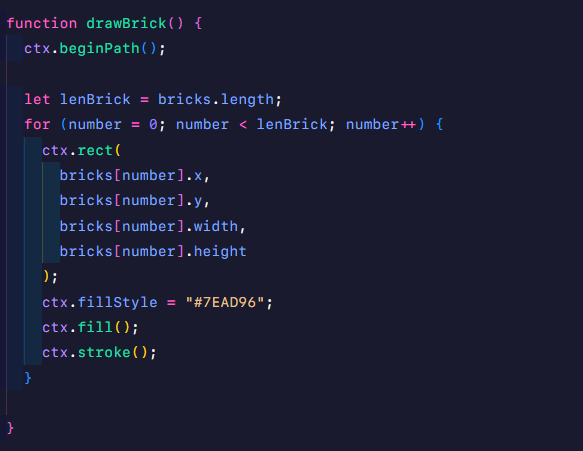 function drawBrick() {
ctx.beginPath();
let lenBrick = bricks.length;
for (number = 0; number < lenBrick; number++) {
ctx.rect(
bricks[number].x,
bricks[number].y,
bricks[number].width,
bricks[number].height
);
ctx.fillStyle = "#7EAD96";
ctx.fill();
ctx.stroke();
}
}